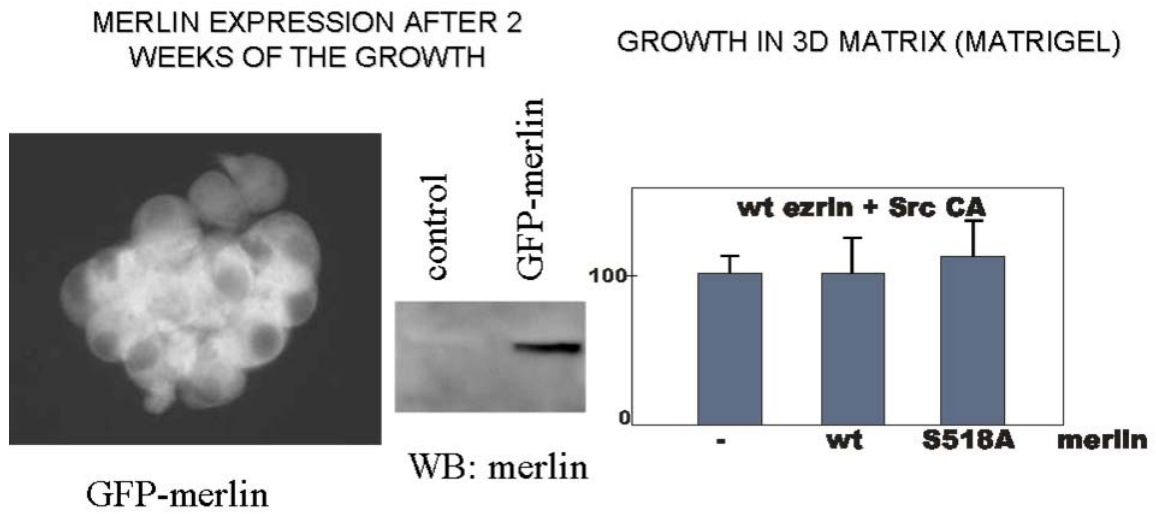 MERLIN EXPRESSION AFTER 2
WEEKS OF THE GROWTH
GFP-merlin
control
GFP-merlin
WB: merlin
GROWTH IN 3D MATRIX (MATRIGEL)
wt ezrin + Src CA
100
0
- wt S518A merlin